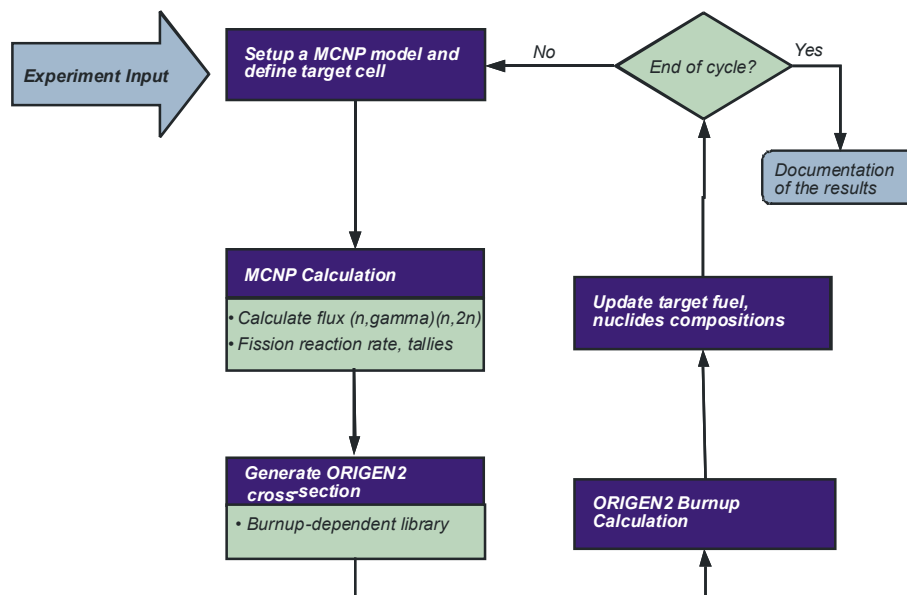 Experiment Input
Setup a MCNP model and
define target cell
No
End of cycle?
Yes
Documentation
of the results
MCNP Calculation
• Calculate flux (n,gamma)(n,2n)
• Fission reaction rate, tallies
Update target fuel,
nuclides compositions
Generate ORIGEN2
cross-section
• Burnup-dependent library
ORIGEN2 Burnup
Calculation